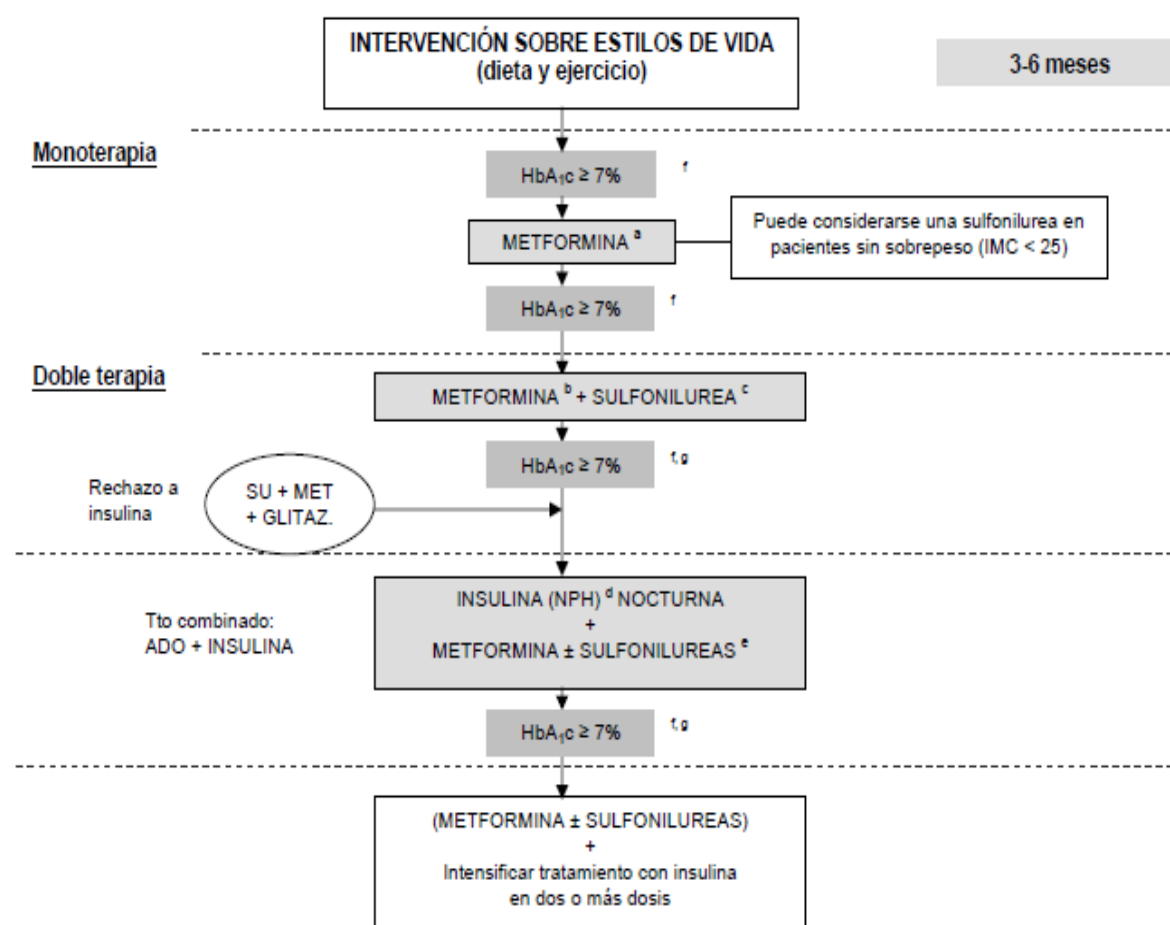 INTERVENCIÓN SOBRE ESTILOS DE VIDA
(dieta y ejercicio)
3-6 meses
Monoterapia
HbA₁c ≥ 7%
f
METFORMINA ᵃ
Puede considerarse una sulfonilurea en
pacientes sin sobrepeso (IMC < 25)
HbA₁c ≥ 7%
f
Doble terapia
METFORMINA ᵇ + SULFONILUREA ᶜ
HbA₁c ≥ 7%
f, g
Rechazo a
insulina
SU + MET
+ GLITAZ.
Tto combinado:
ADO + INSULINA
INSULINA (NPH) ᵈ NOCTURNA
+
METFORMINA ± SULFONILUREAS ᵉ
HbA₁c ≥ 7%
f, g
(METFORMINA ± SULFONILUREAS)
+
Intensificar tratamiento con insulina
en dos o más dosis